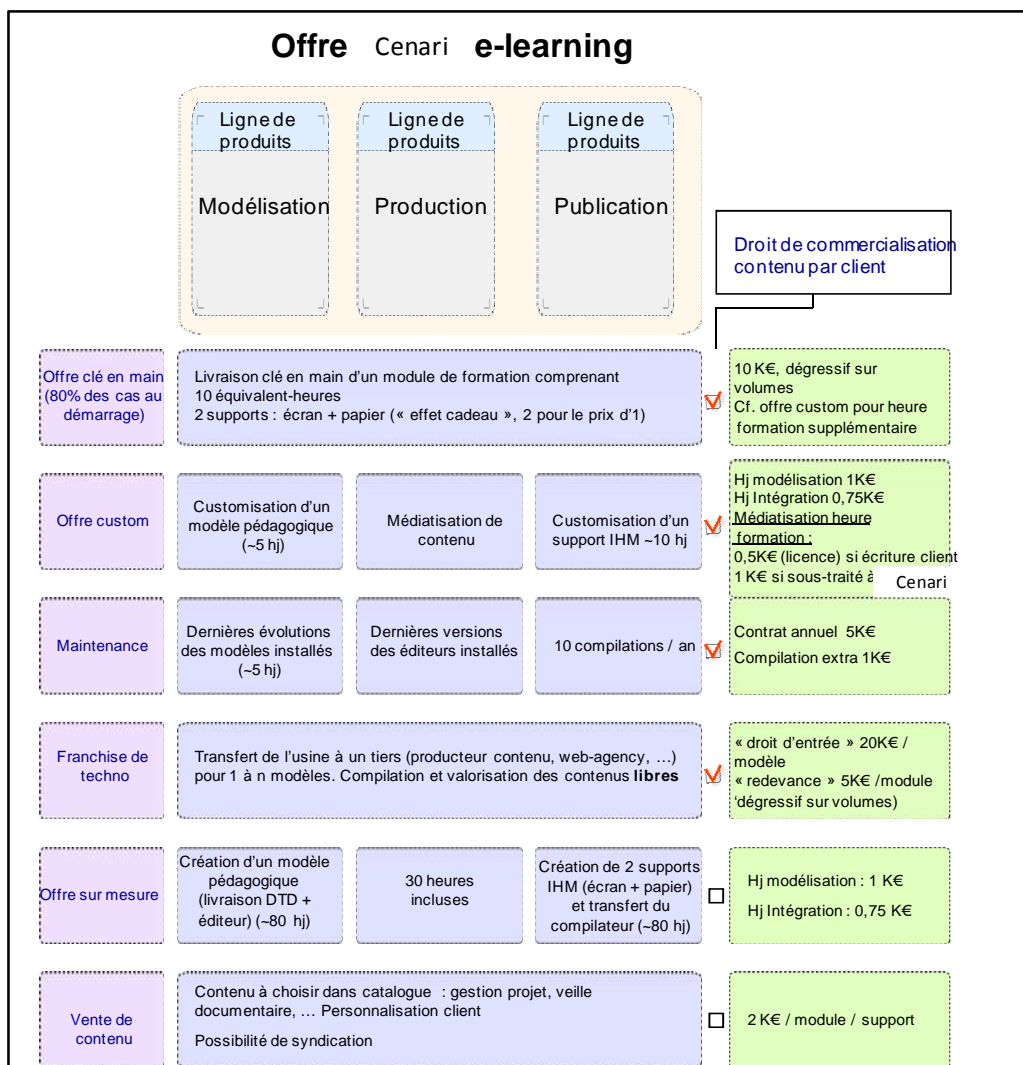 Offre Cenari e-learning
Ligne de
produits
Modélisation
Ligne de
produits
Production
Ligne de
produits
Publication
Droit de commercialisation
contenu par client
Offre clé en main
(80% des cas au
démarrage)
Livraison clé en main d'un module de formation comprenant
10 équivalent-heures
2 supports : écran + papier (« effet cadeau », 2 pour le prix d'1)
10 K€, dégressif sur
volumes
Cf. offre custom pour heure
formation supplémentaire
Offre custom
Customisation d'un
modèle pédagogique
(~5 hj)
Médiatisation de
contenu
Customisation d'un
support IHM ~10 hj
Hj modélisation 1K€
Hj Intégration 0,75K€
Médiatisation heure
formation :
0,5K€ (licence) si écriture client
1 K€ si sous-traité à Cenari
Maintenance
Dernières évolutions
des modèles installés
(~5 hj)
Dernières versions
des éditeurs installés
10 compilations / an
Contrat annuel 5K€
Compilation extra 1K€
Franchise de
techno
Transfert de l'usine à un tiers (producteur contenu, web-agency, …)
pour 1 à n modèles. Compilation et valorisation des contenus libres
« droit d'entrée » 20K€ /
modèle
« redevance » 5K€ /module
'dégressif sur volumes)
Offre sur mesure
Création d'un modèle
pédagogique
(livraison DTD +
éditeur) (~80 hj)
30 heures
incluses
Création de 2 supports
IHM (écran + papier)
et transfert du
compilateur (~80 hj)
Hj modélisation : 1 K€
Hj Intégration : 0,75 K€
Vente de
contenu
Contenu à choisir dans catalogue : gestion projet, veille
documentaire, … Personnalisation client
Possibilité de syndication
2 K€ / module / support